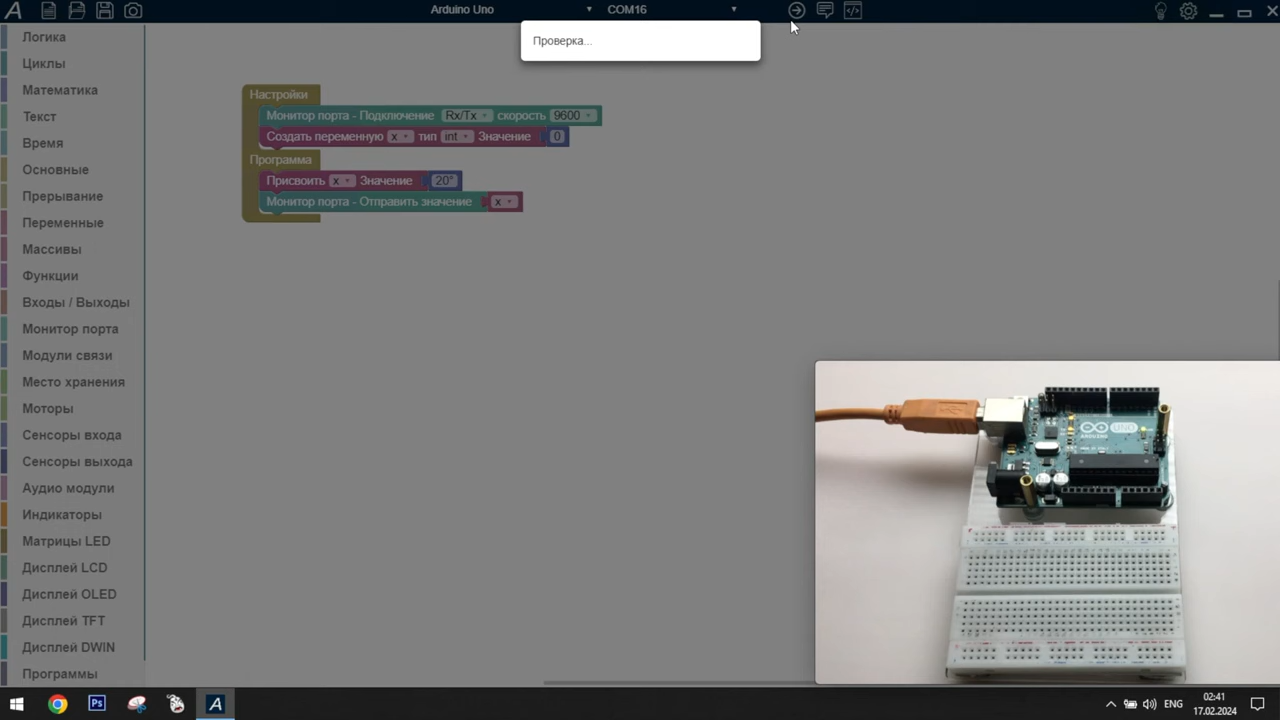 Arduino Uno
COM16
Проверка...
Логика
Циклы
Математика
Текст
Время
Основные
Прерывание
Переменные
Массивы
Функции
Входы / Выходы
Монитор порта
Модули связи
Место хранения
Моторы
Сенсоры входа
Сенсоры выхода
Аудио модули
Индикаторы
Матрицы LED
Дисплей LCD
Дисплей OLED
Дисплей TFT
Дисплей DWIN
Программы
Настройки
Монитор порта - Подключение Rx/Tx скорость 9600
Создать переменную x тип int Значение 0
Программа
Присвоить x Значение 20°
Монитор порта - Отправить значение x
UNO
ARDUINO
ENG
02:41
17.02.2024